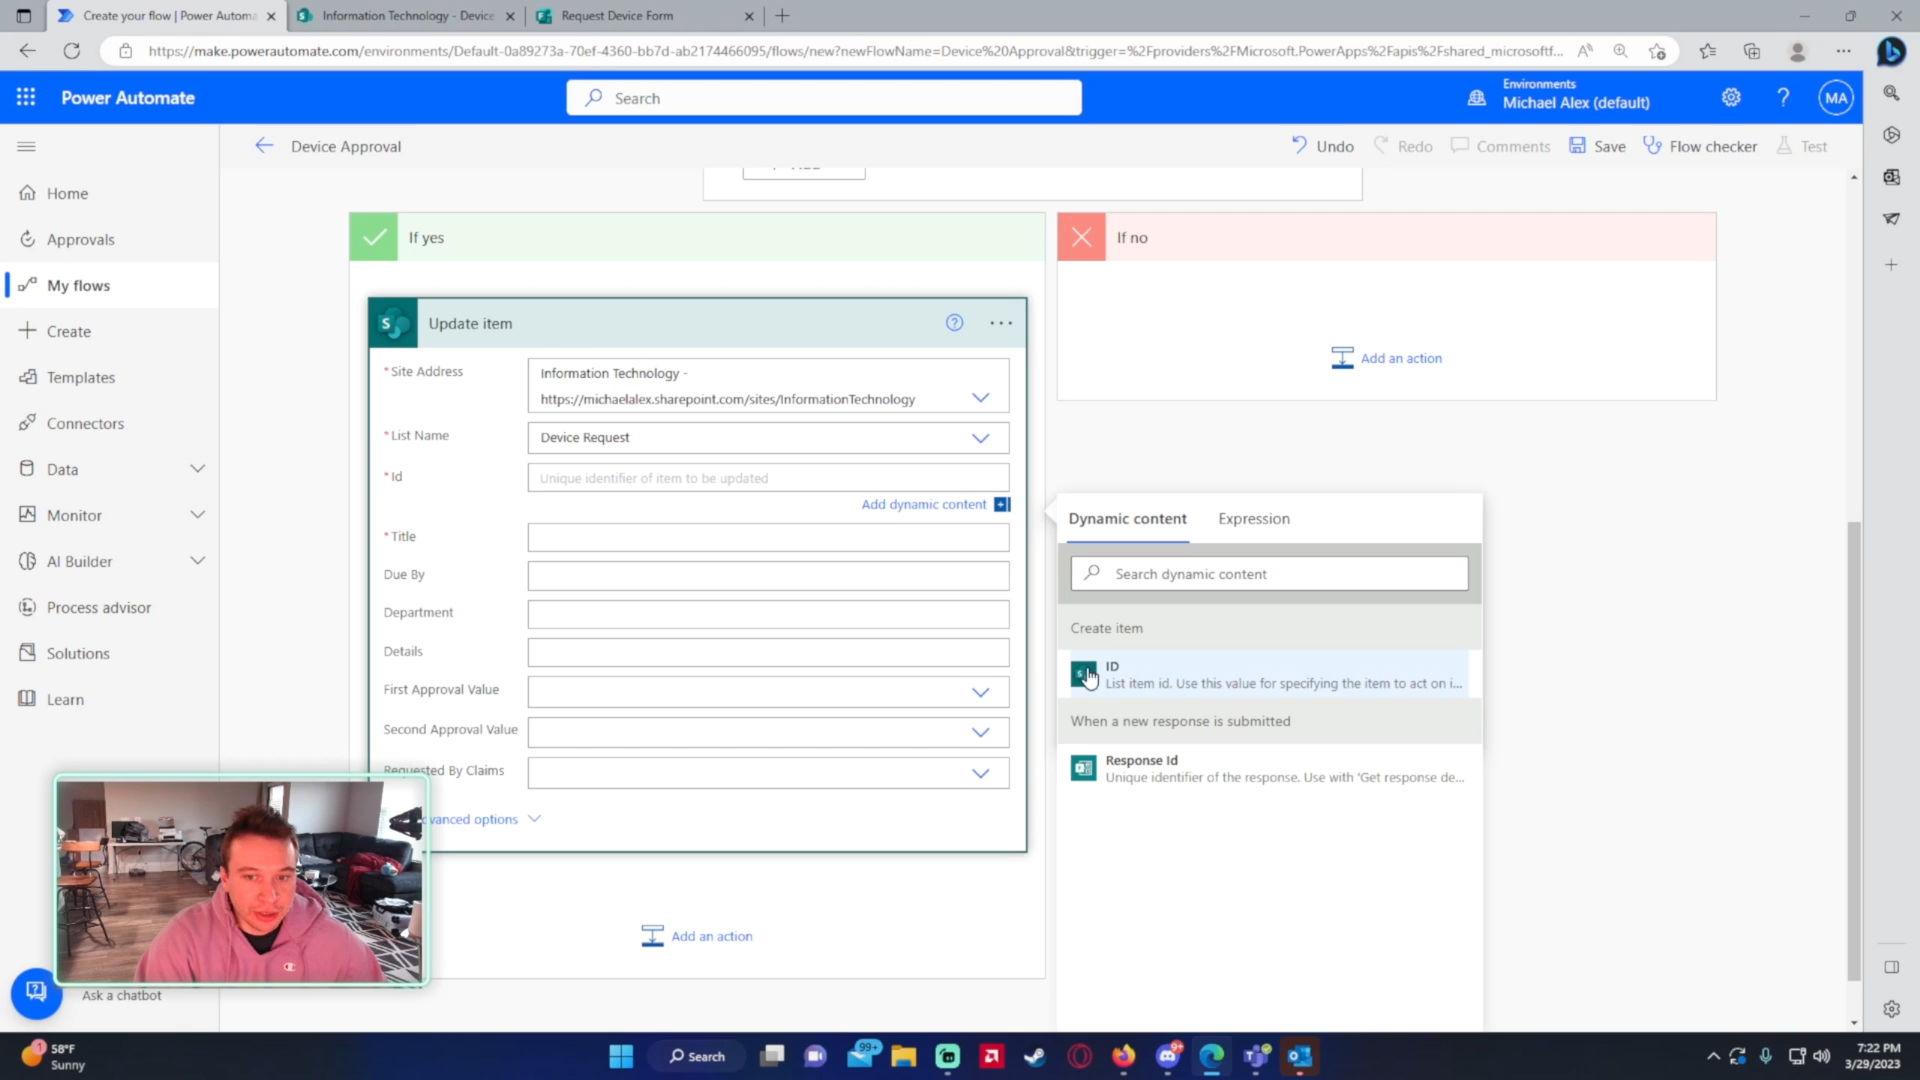 Create your flow | Power Automa
Information Technology - Device
Request Device Form
https://make.powerautomate.com/environments/Default-0a89273a-70ef-4360-bb7d-ab2174466095/flows/new?newFlowName=Device%20Approval&trigger=%2Fproviders%2FMicrosoft.PowerApps%2Fapis%2Fshared_microsoftf...
Power Automate
Search
Environments
Michael Alex (default)
MA
Device Approval
Undo
Redo
Comments
Save
Flow checker
Test
Home
Approvals
My flows
Create
Templates
Connectors
Data
Monitor
AI Builder
Process advisor
Solutions
Learn
Ask a chatbot
If yes
If no
Add an action
Update item
* Site Address
Information Technology -
https://michaelalex.sharepoint.com/sites/InformationTechnology
* List Name
Device Request
* Id
Unique identifier of item to be updated
Add dynamic content
* Title
Due By
Department
Details
First Approval Value
Second Approval Value
Requested By Claims
advanced options
Add an action
Dynamic content
Expression
Search dynamic content
Create item
ID
List item id. Use this value for specifying the item to act on i...
When a new response is submitted
Response Id
Unique identifier of the response. Use with 'Get response de...
1
58°F
Sunny
Search
99+
9+
7:22 PM
3/29/2023